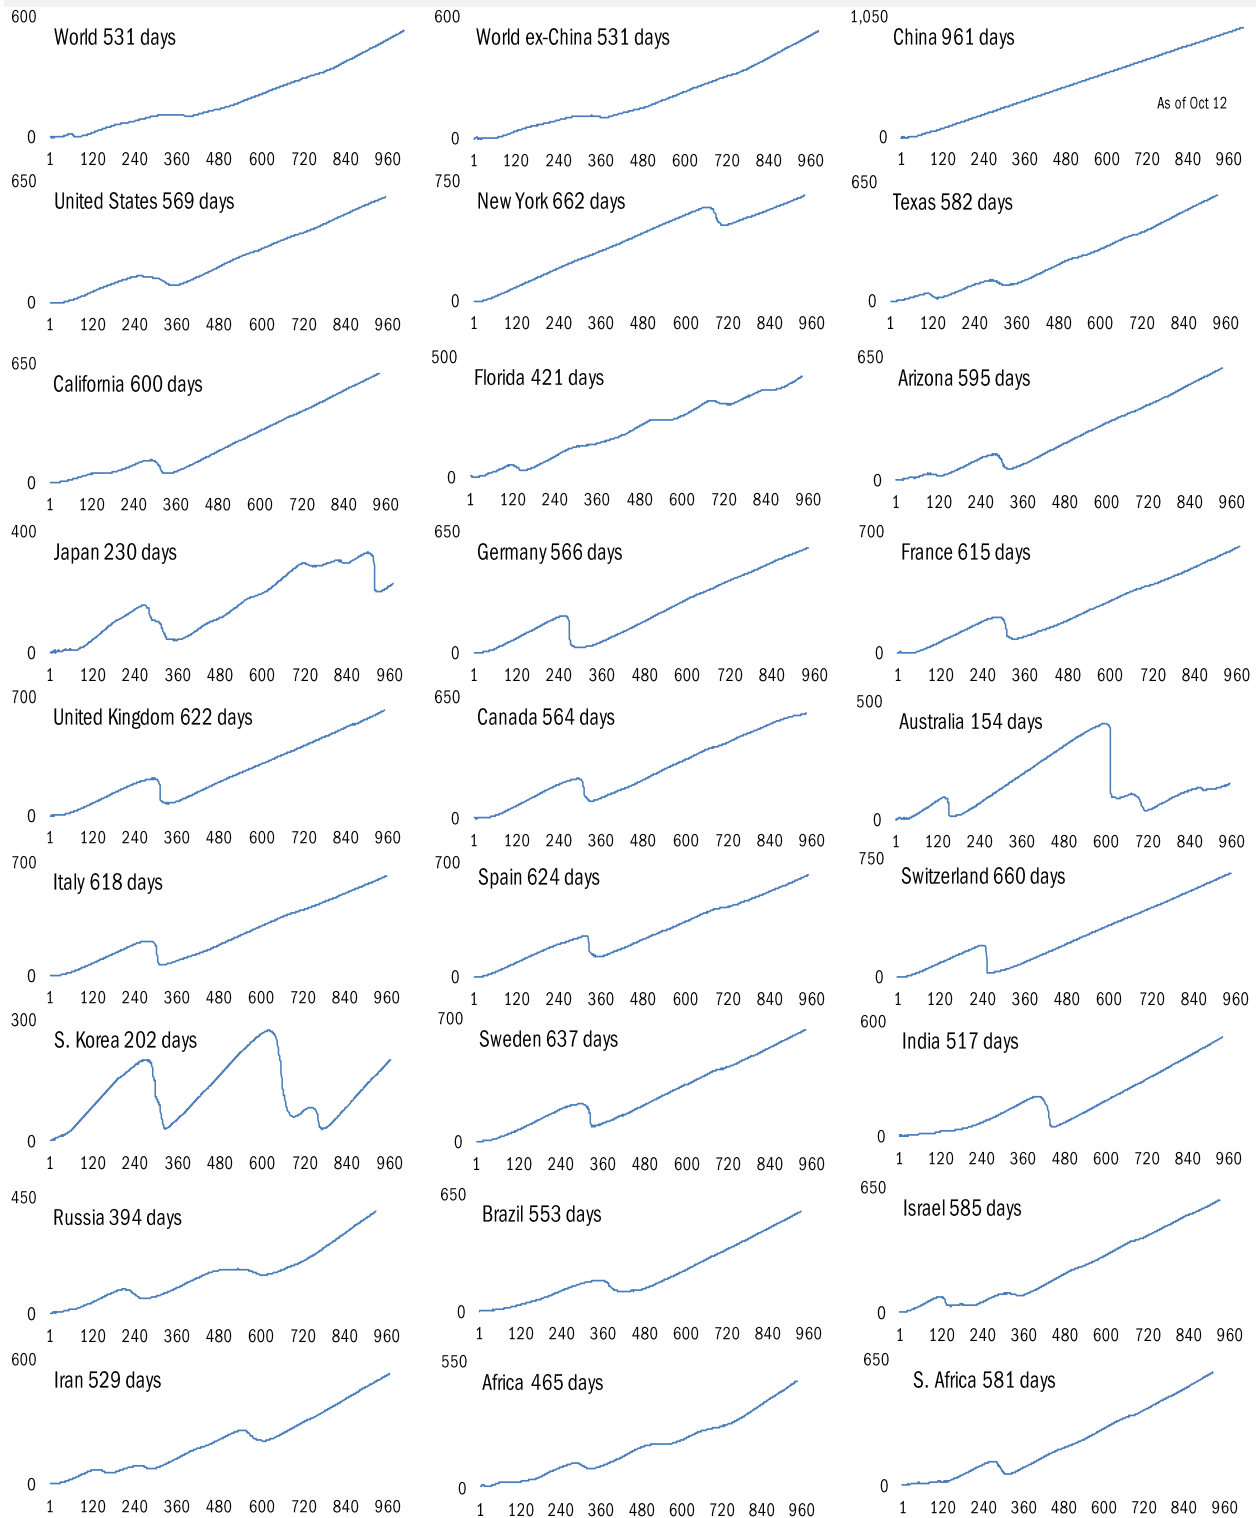 600 600 1,050
World 531 days World ex-China 531 days China 961 days
As of Oct 12
0 0 0
1 120 240 360 480 600 720 840 960 1 120 240 360 480 600 720 840 960 1 120 240 360 480 600 720 840 960
650 750 650
United States 569 days New York 662 days Texas 582 days
0 0 0
1 120 240 360 480 600 720 840 960 1 120 240 360 480 600 720 840 960 1 120 240 360 480 600 720 840 960
650 500 650
California 600 days Florida 421 days Arizona 595 days
0 0 0
1 120 240 360 480 600 720 840 960 1 120 240 360 480 600 720 840 960 1 120 240 360 480 600 720 840 960
400 650 700
Japan 230 days Germany 566 days France 615 days
0 0 0
1 120 240 360 480 600 720 840 960 1 120 240 360 480 600 720 840 960 1 120 240 360 480 600 720 840 960
700 650 500
United Kingdom 622 days Canada 564 days Australia 154 days
0 0 0
1 120 240 360 480 600 720 840 960 1 120 240 360 480 600 720 840 960 1 120 240 360 480 600 720 840 960
700 700 750
Italy 618 days Spain 624 days Switzerland 660 days
0 0 0
1 120 240 360 480 600 720 840 960 1 120 240 360 480 600 720 840 960 1 120 240 360 480 600 720 840 960
300 700 600
S. Korea 202 days Sweden 637 days India 517 days
0 0 0
1 120 240 360 480 600 720 840 960 1 120 240 360 480 600 720 840 960 1 120 240 360 480 600 720 840 960
450 650 650
Russia 394 days Brazil 553 days Israel 585 days
0 0 0
1 120 240 360 480 600 720 840 960 1 120 240 360 480 600 720 840 960 1 120 240 360 480 600 720 840 960
600 550 650
Iran 529 days Africa 465 days S. Africa 581 days
0 0 0
1 120 240 360 480 600 720 840 960 1 120 240 360 480 600 720 840 960 1 120 240 360 480 600 720 840 960